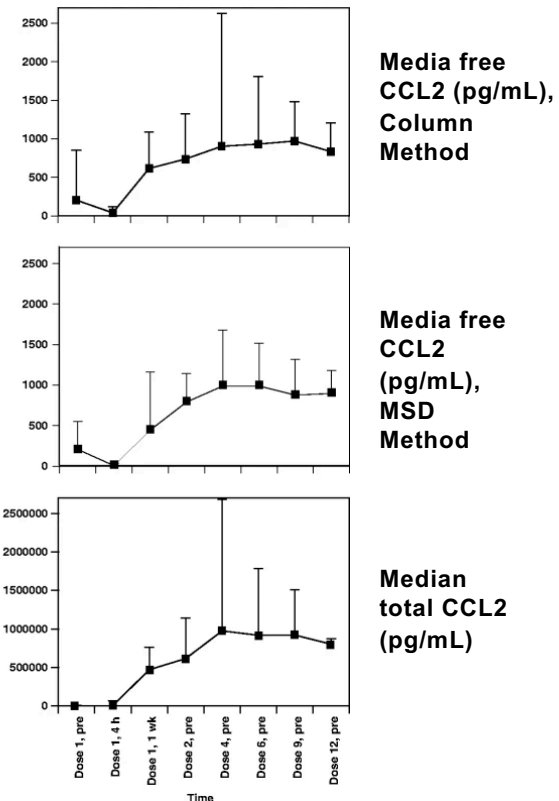 2500
2000
1500
1000
500
0
Media free
CCL2 (pg/mL),
Column
Method
2500
2000
1500
1000
500
0
Media free
CCL2
(pg/mL),
MSD
Method
2500000
2000000
1500000
1000000
500000
0
Median
total CCL2
(pg/mL)
Dose 1, pre
Dose 1, 4 h
Dose 1, 1 wk
Dose 2, pre
Dose 4, pre
Dose 6, pre
Dose 9, pre
Dose 12, pre
Time